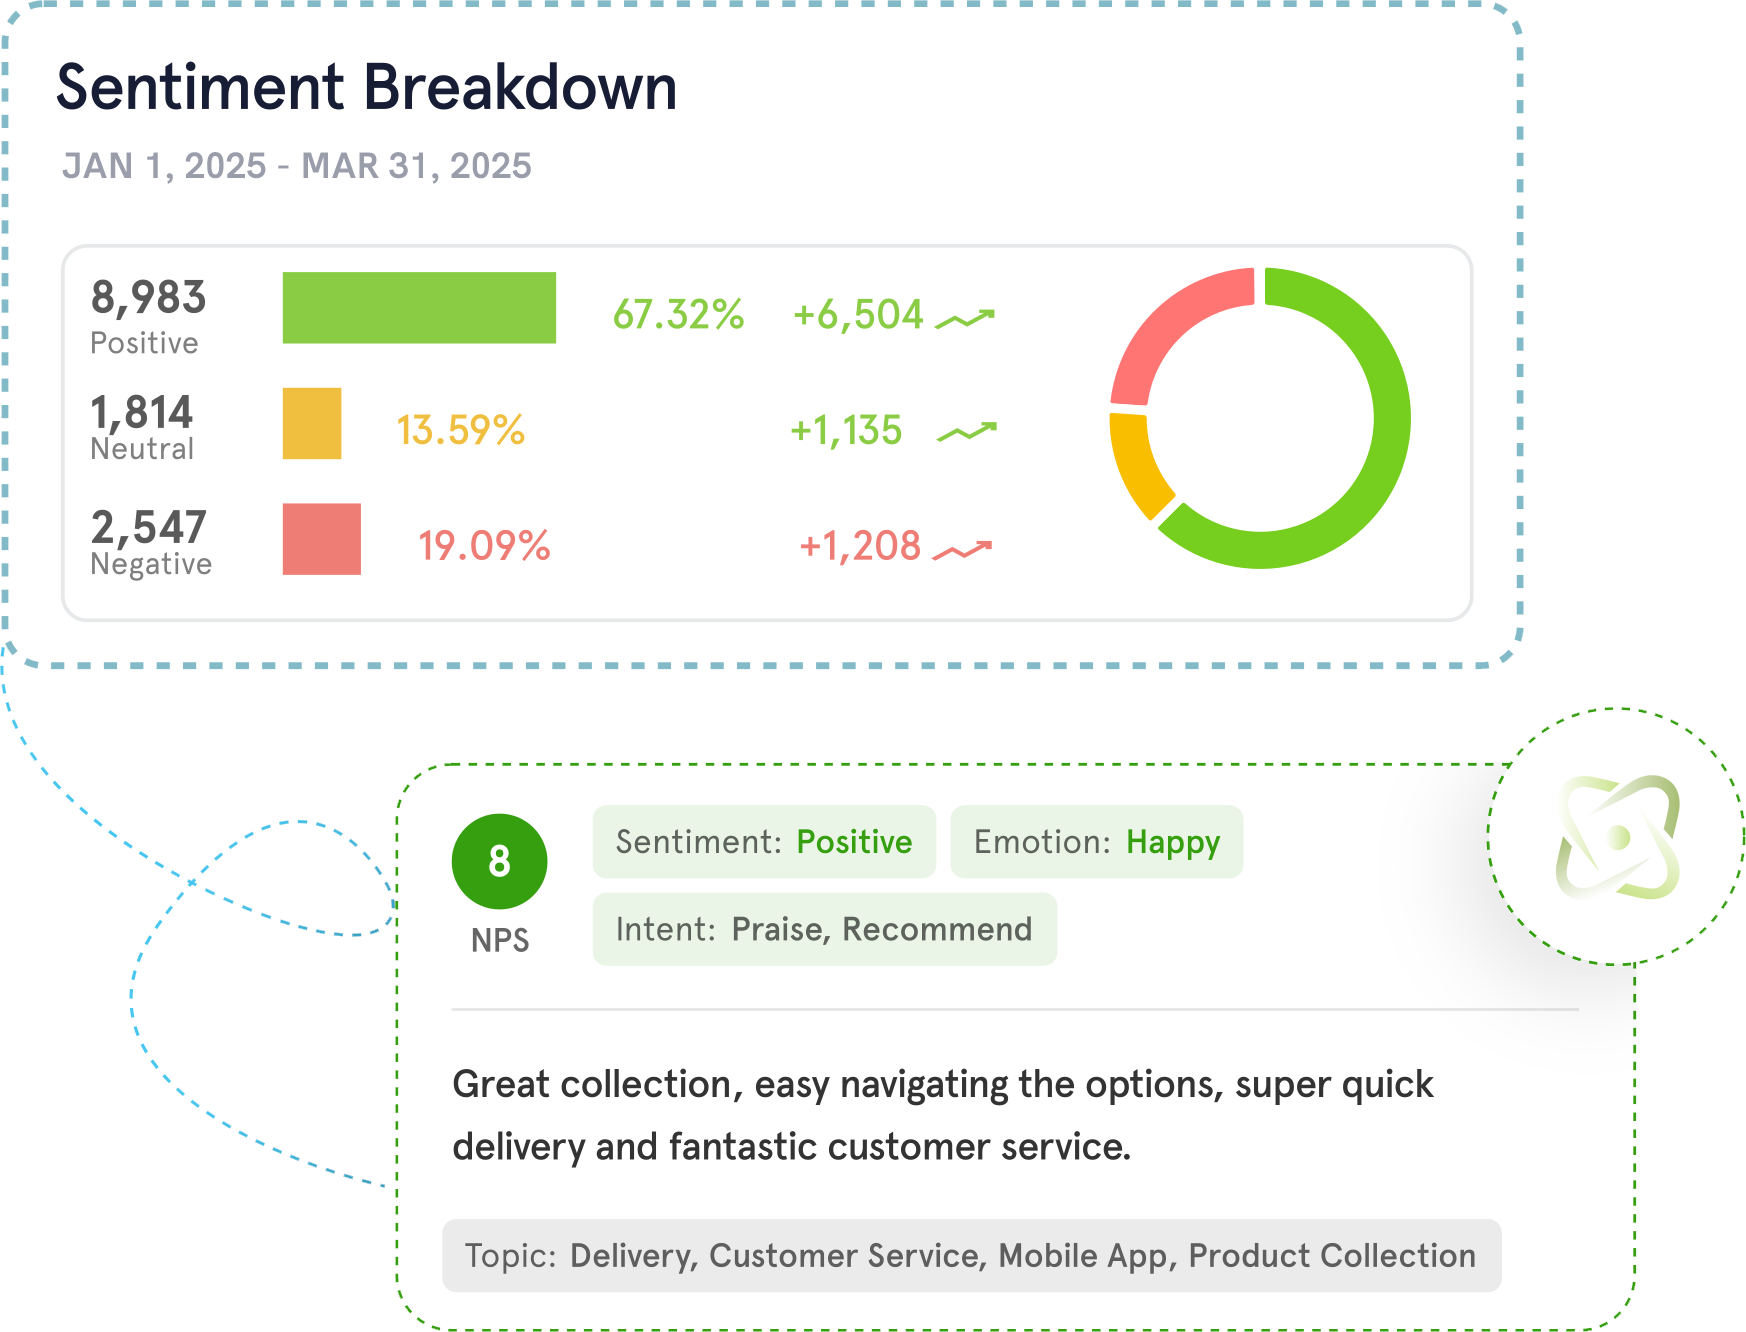 Sentiment Breakdown
JAN 1, 2025 - MAR 31, 2025
8,983
Positive
67.32%
+6,504
1,814
Neutral
13.59%
+1,135
2,547
Negative
19.09%
+1,208
8
NPS
Sentiment: Positive
Emotion: Happy
Intent: Praise, Recommend
Great collection, easy navigating the options, super quick
delivery and fantastic customer service.
Topic: Delivery, Customer Service, Mobile App, Product Collection